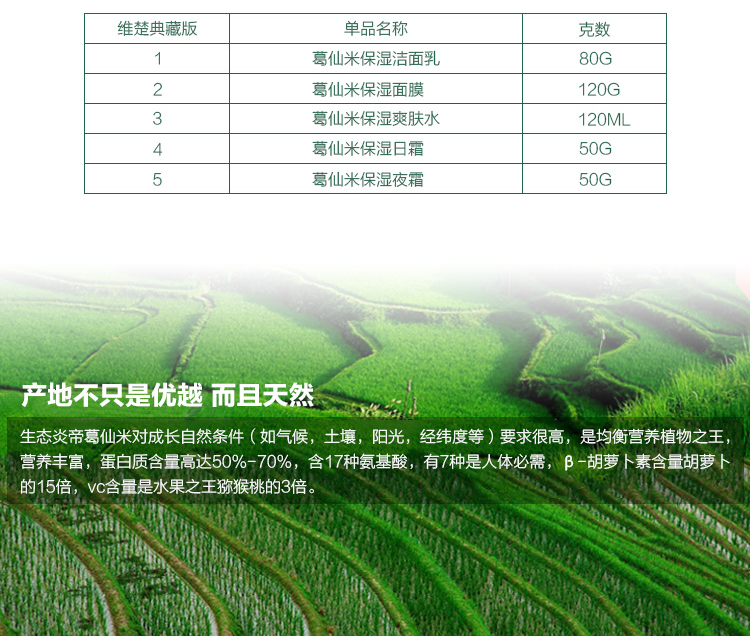 维楚典藏版 单品名称 克数
1 葛仙米保湿洁面乳 80G
2 葛仙米保湿面膜 120G
3 葛仙米保湿爽肤水 120ML
4 葛仙米保湿日霜 50G
5 葛仙米保湿夜霜 50G
产地不只是优越 而且天然
生态炎帝葛仙米对成长自然条件（如气候，土壤，阳光，经纬度等）要求很高，是均衡营养植物之王，
营养丰富，蛋白质含量高达50%-70%，含17种氨基酸，有7种是人体必需，β-胡萝卜素含量胡萝卜
的15倍，vc含量是水果之王猕猴桃的3倍。